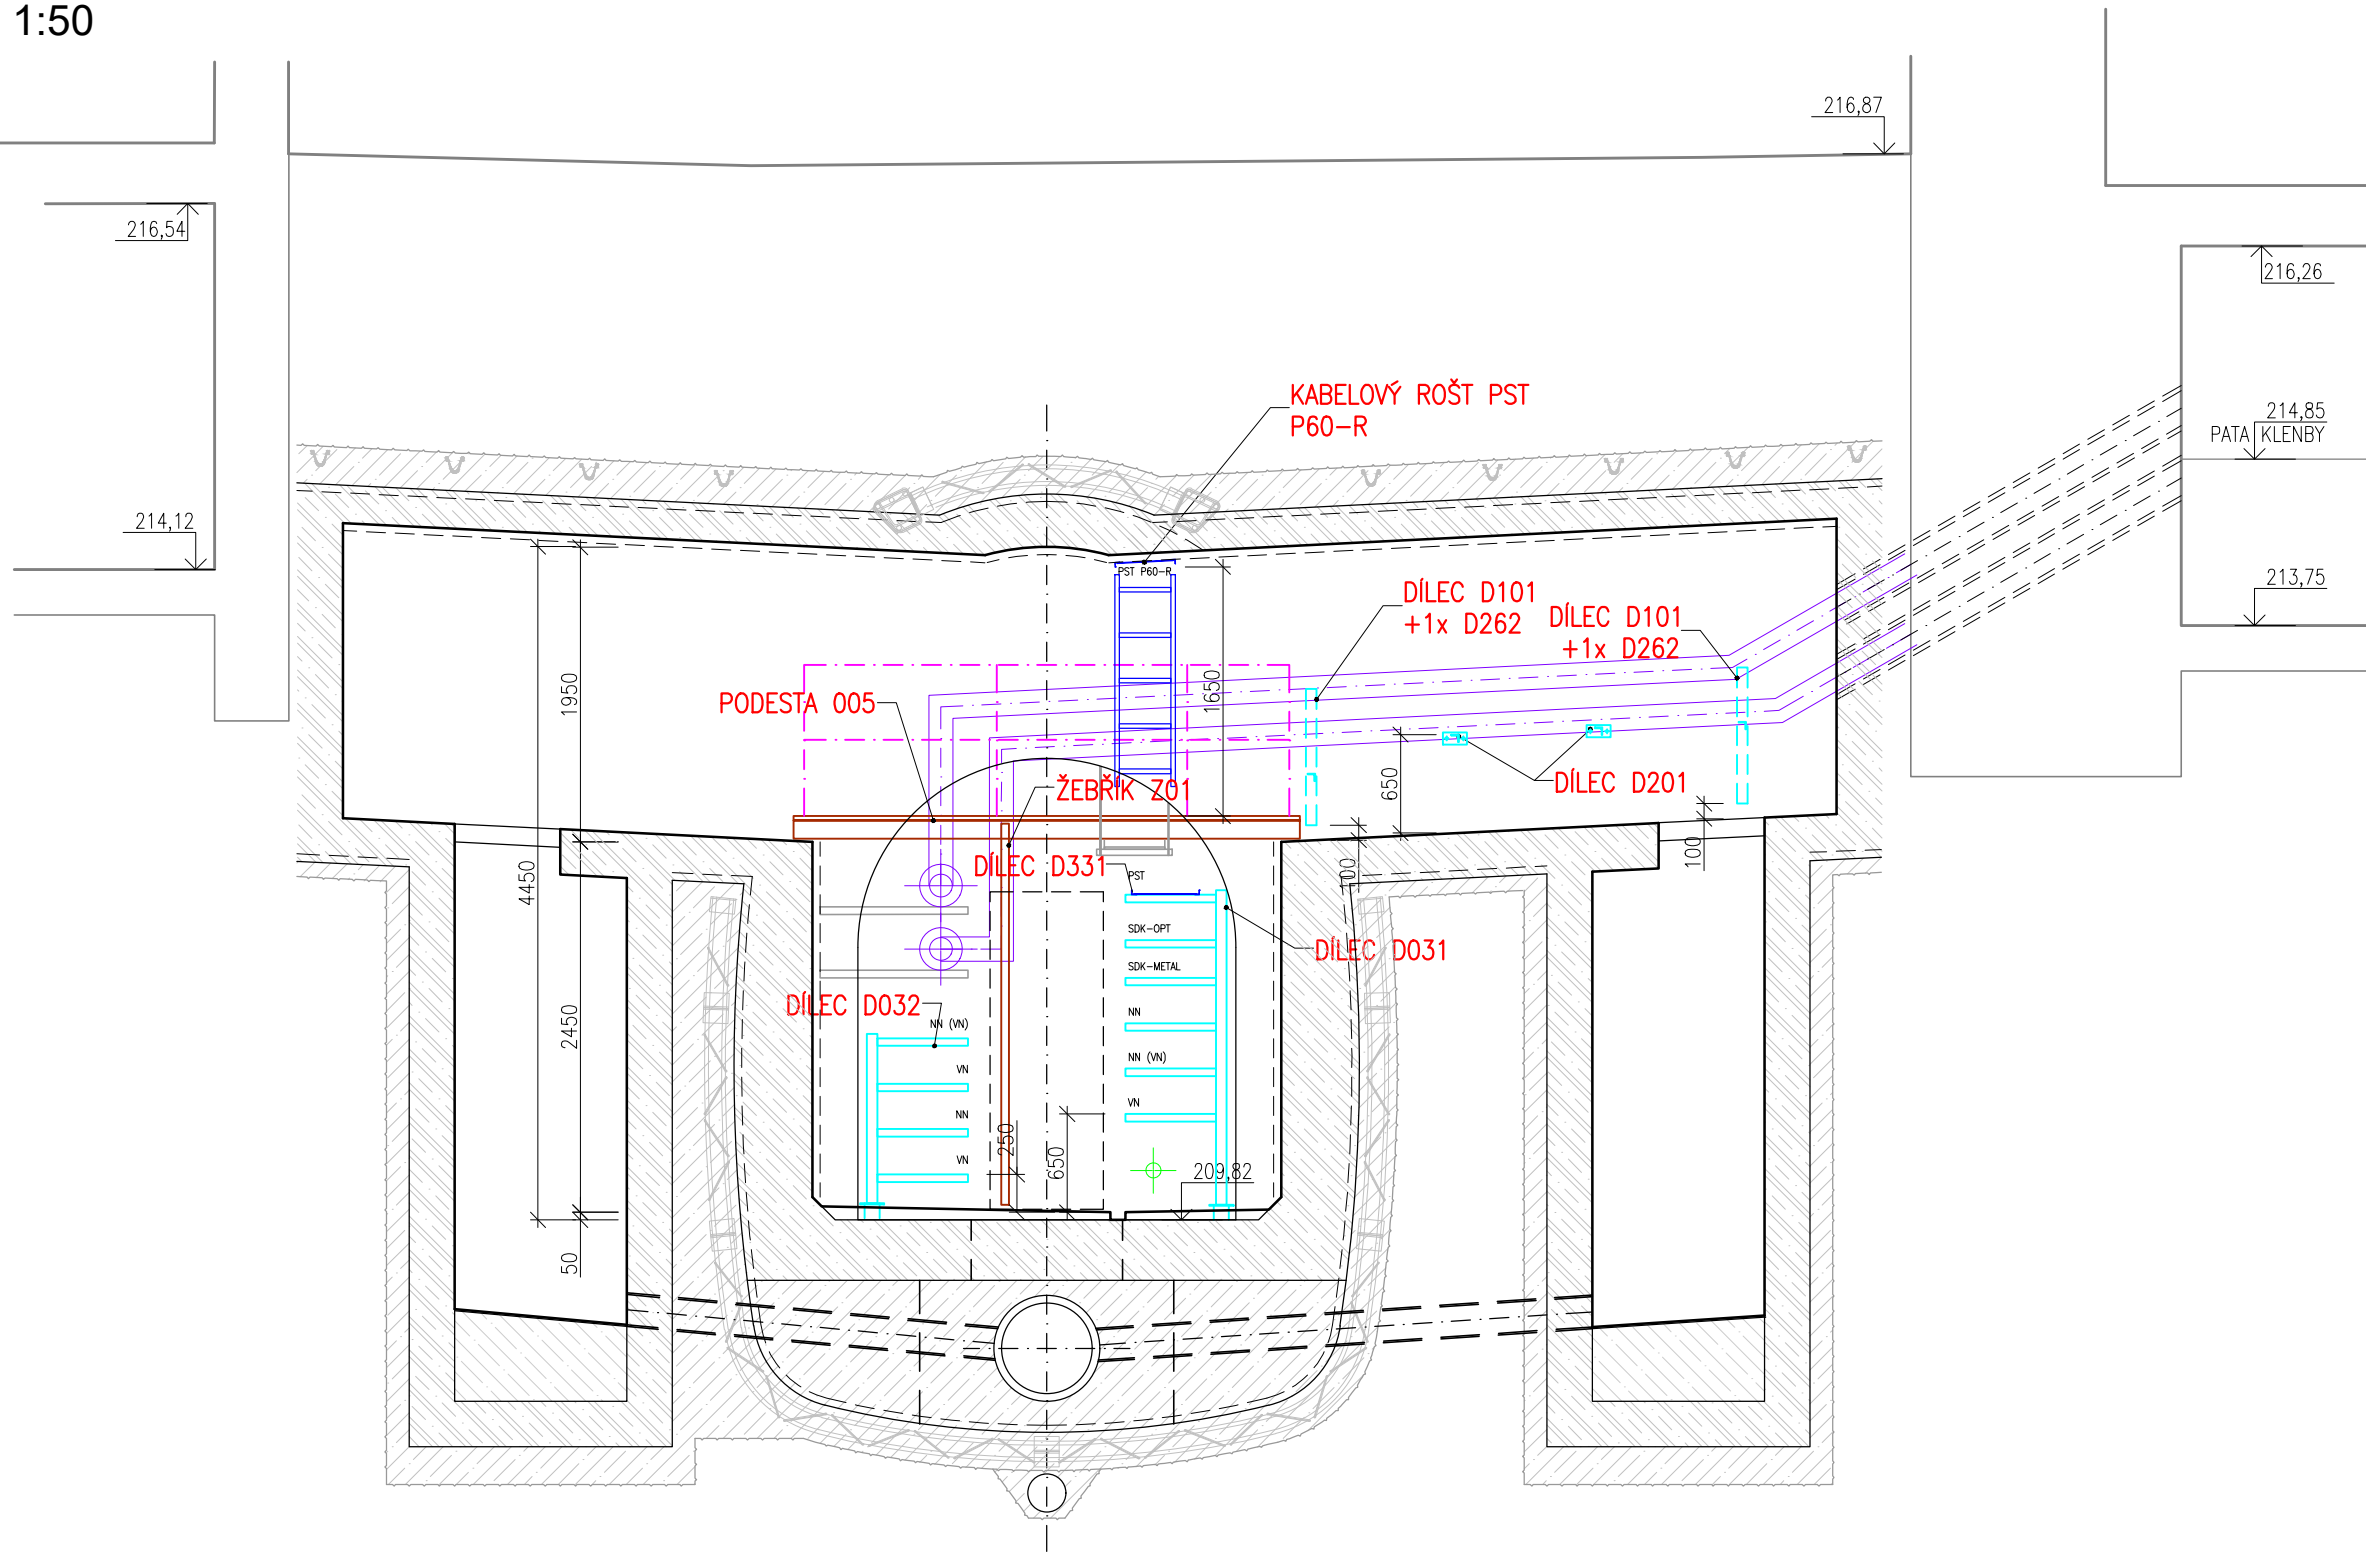 1:50
216,87
216,54
216,26
KABELOVÝ ROŠT PST
P60-R
214,85
PATA KLENBY
214,12
PST P60-R
213,75
DÍLEC D101
+1x D262
DÍLEC D101
+1x D262
1950
1650
PODESTA 005
650
DÍLEC D201
ŽEBŘÍK Z01
100
100
4450
DÍLEC D331
PST
SDK-OPT
DÍLEC D031
SDK-METAL
DÍLEC D032
2450
NN (VN)
NN
VN
NN (VN)
NN
VN
VN
250
650
209,82
50